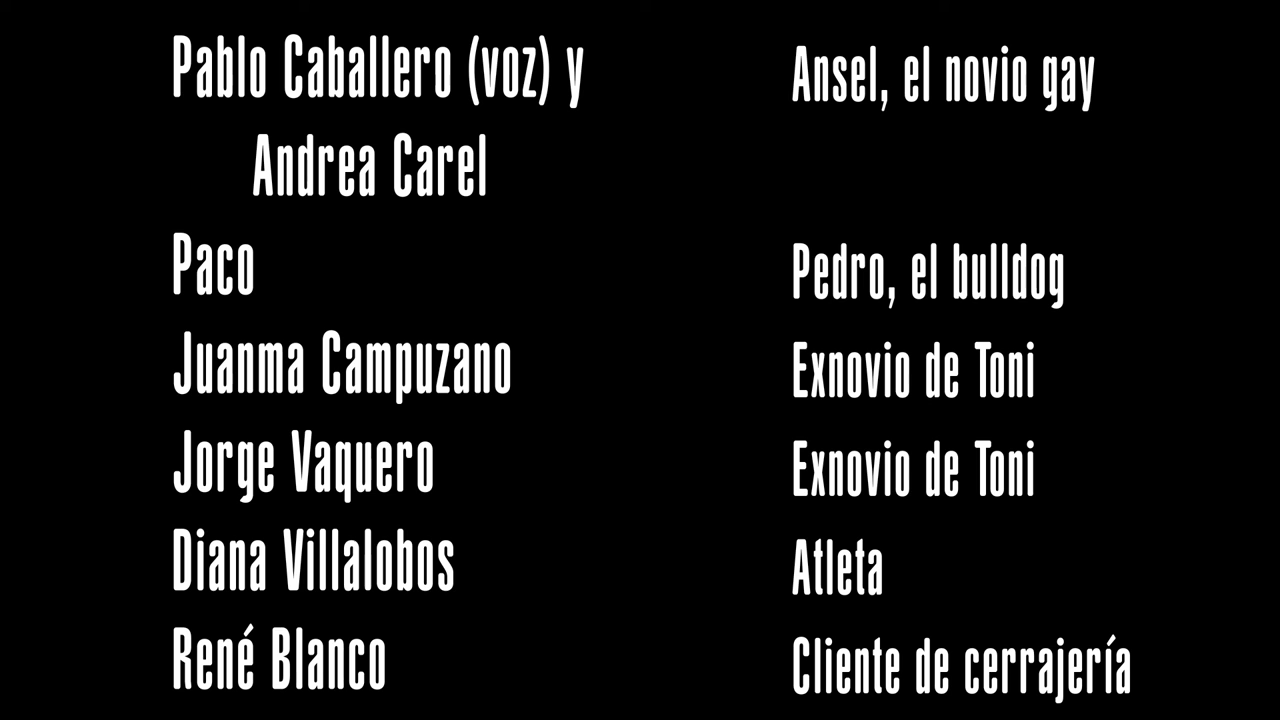 Pablo Caballero (voz) y Ansel, el novio gay
Andrea Carel
Paco Pedro, el bulldog
Juanma Campuzano Exnovio de Toni
Jorge Vaquero Exnovio de Toni
Diana Villalobos Atleta
René Blanco Cliente de cerrajería